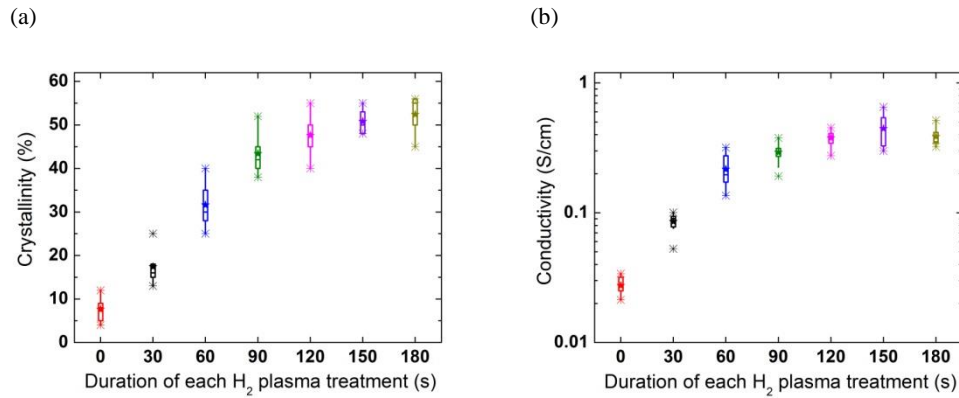 (a)
(b)
60
50
40
30
20
10
0
Crystallinity (%)
0 30 60 90 120 150 180
Duration of each H2 plasma treatment (s)
1
0.1
0.01
Conductivity (S/cm)
0 30 60 90 120 150 180
Duration of each H2 plasma treatment (s)